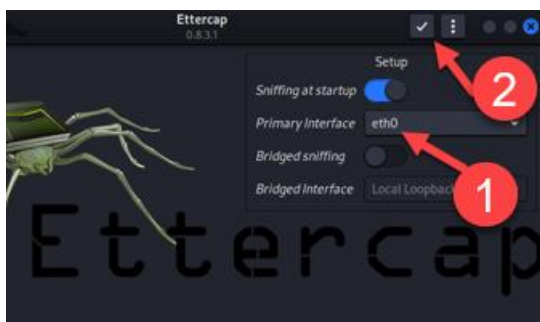 Ettercap
0.8.3.1
2
Setup
Sniffing at startup
Primary Interface eth0
Bridged sniffing
1
Bridged Interface Local Loopback
Ettercap